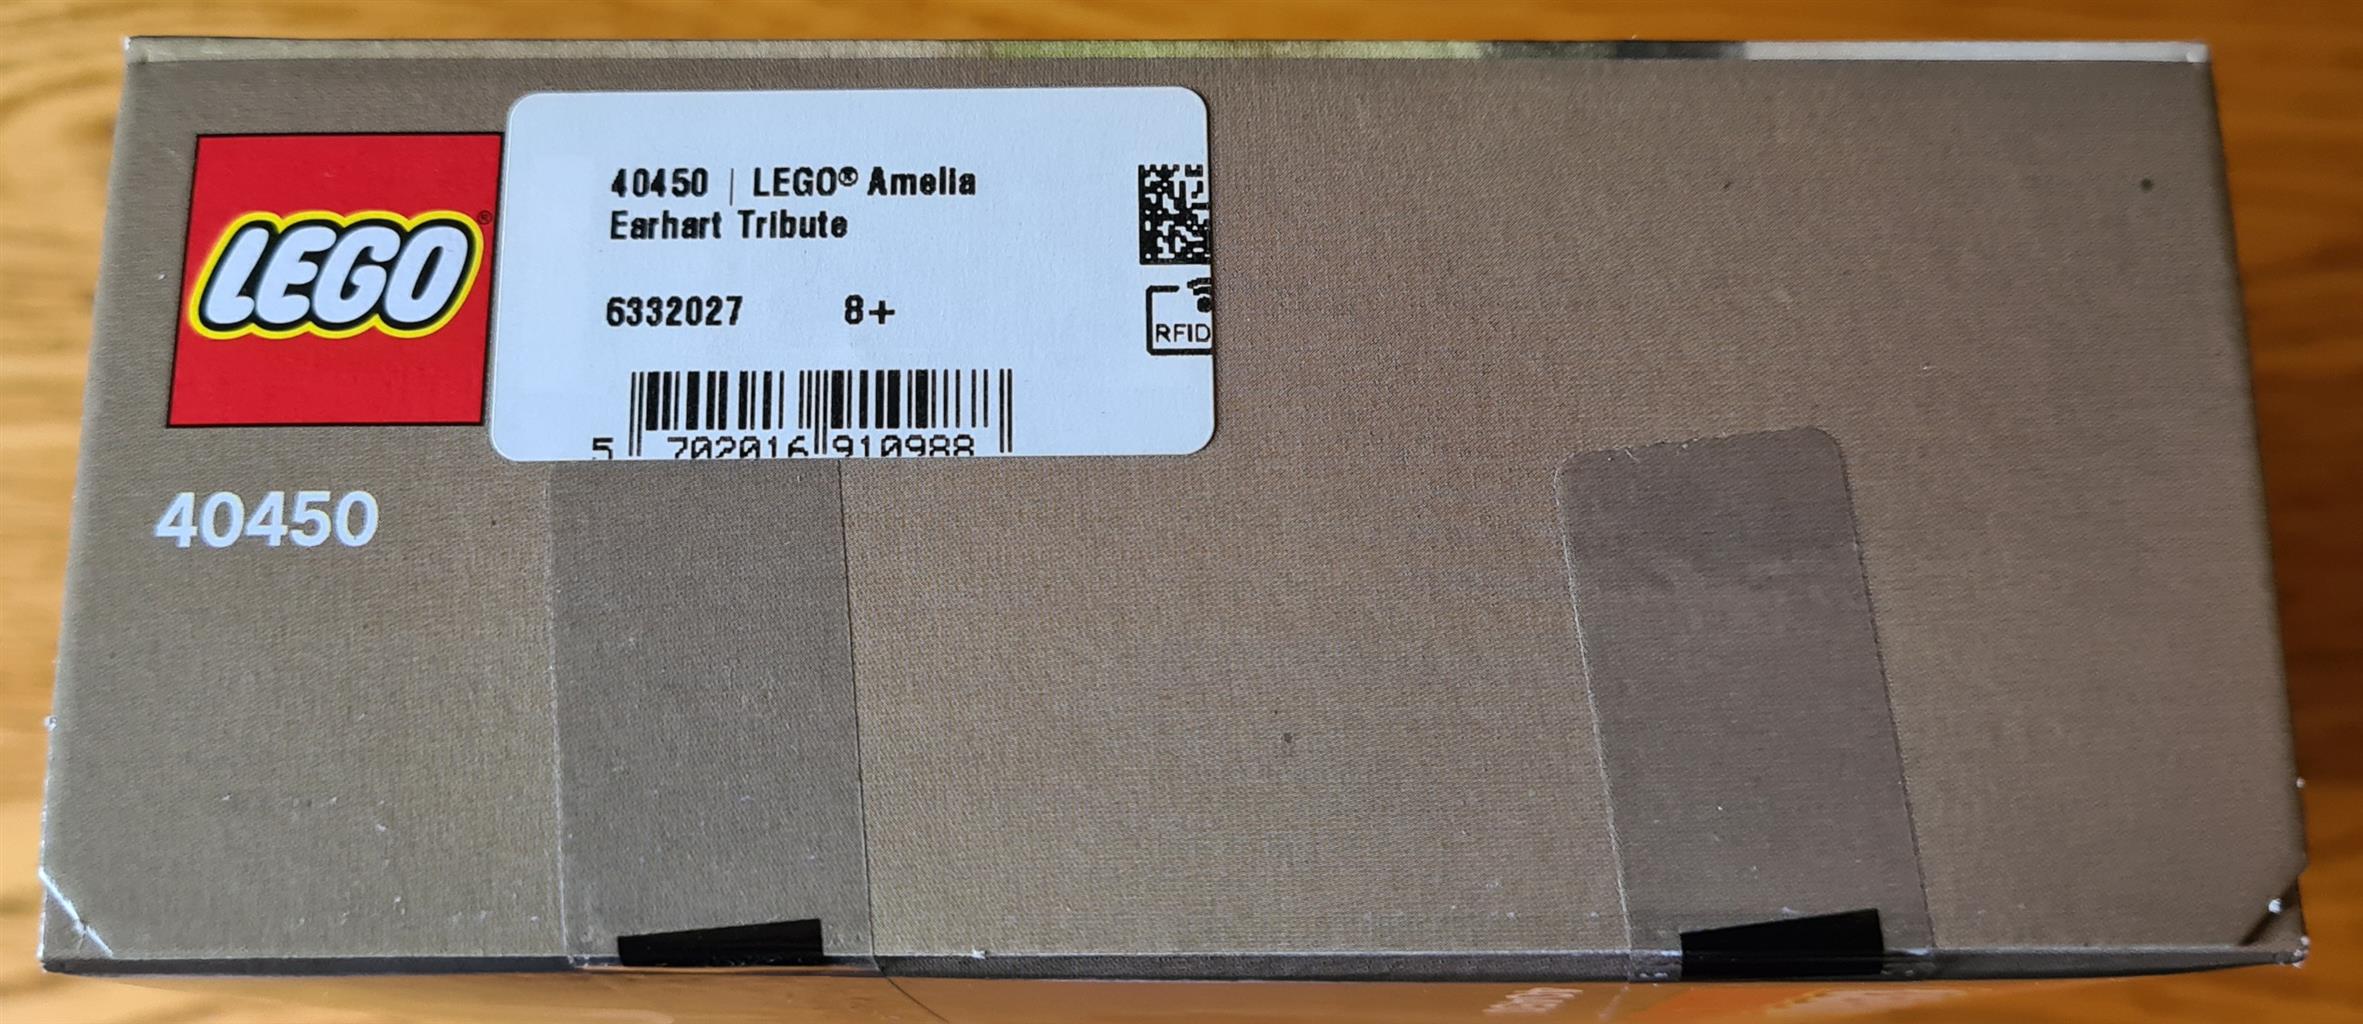 LEGO®
40450 | LEGO® Amelia
Earhart Tribute
6332027 8+
RFID
5 702016 910988
40450